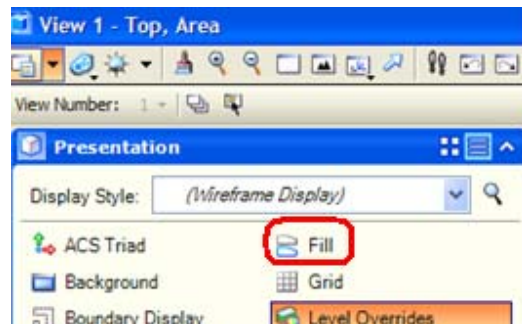 View 1 - Top, Area
View Number: 1
Presentation
Display Style: (Wireframe Display)
ACS Triad Fill
Background Grid
Boundary Display Level Overrides